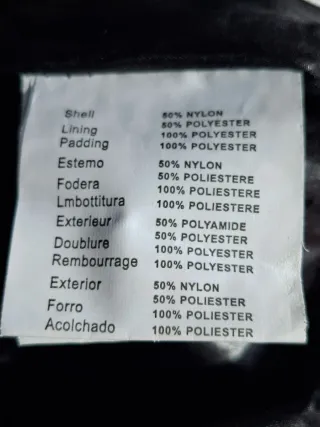 Shell 50% NYLON
50% POLYESTER
Lining 100% POLYESTER
Padding 100% POLYESTER
Estemo 50% NYLON
50% POLIESTERE
Fodera 100% POLIESTERE
Lmbottitura 100% POLIESTERE
Exterieur 50% POLYAMIDE
50% POLYESTER
Doublure 100% POLYESTER
Rembourrage 100% POLYESTER
Exterior 50% NYLON
50% POLIESTER
Forro 100% POLIESTER
Acolchado 100% POLIESTER